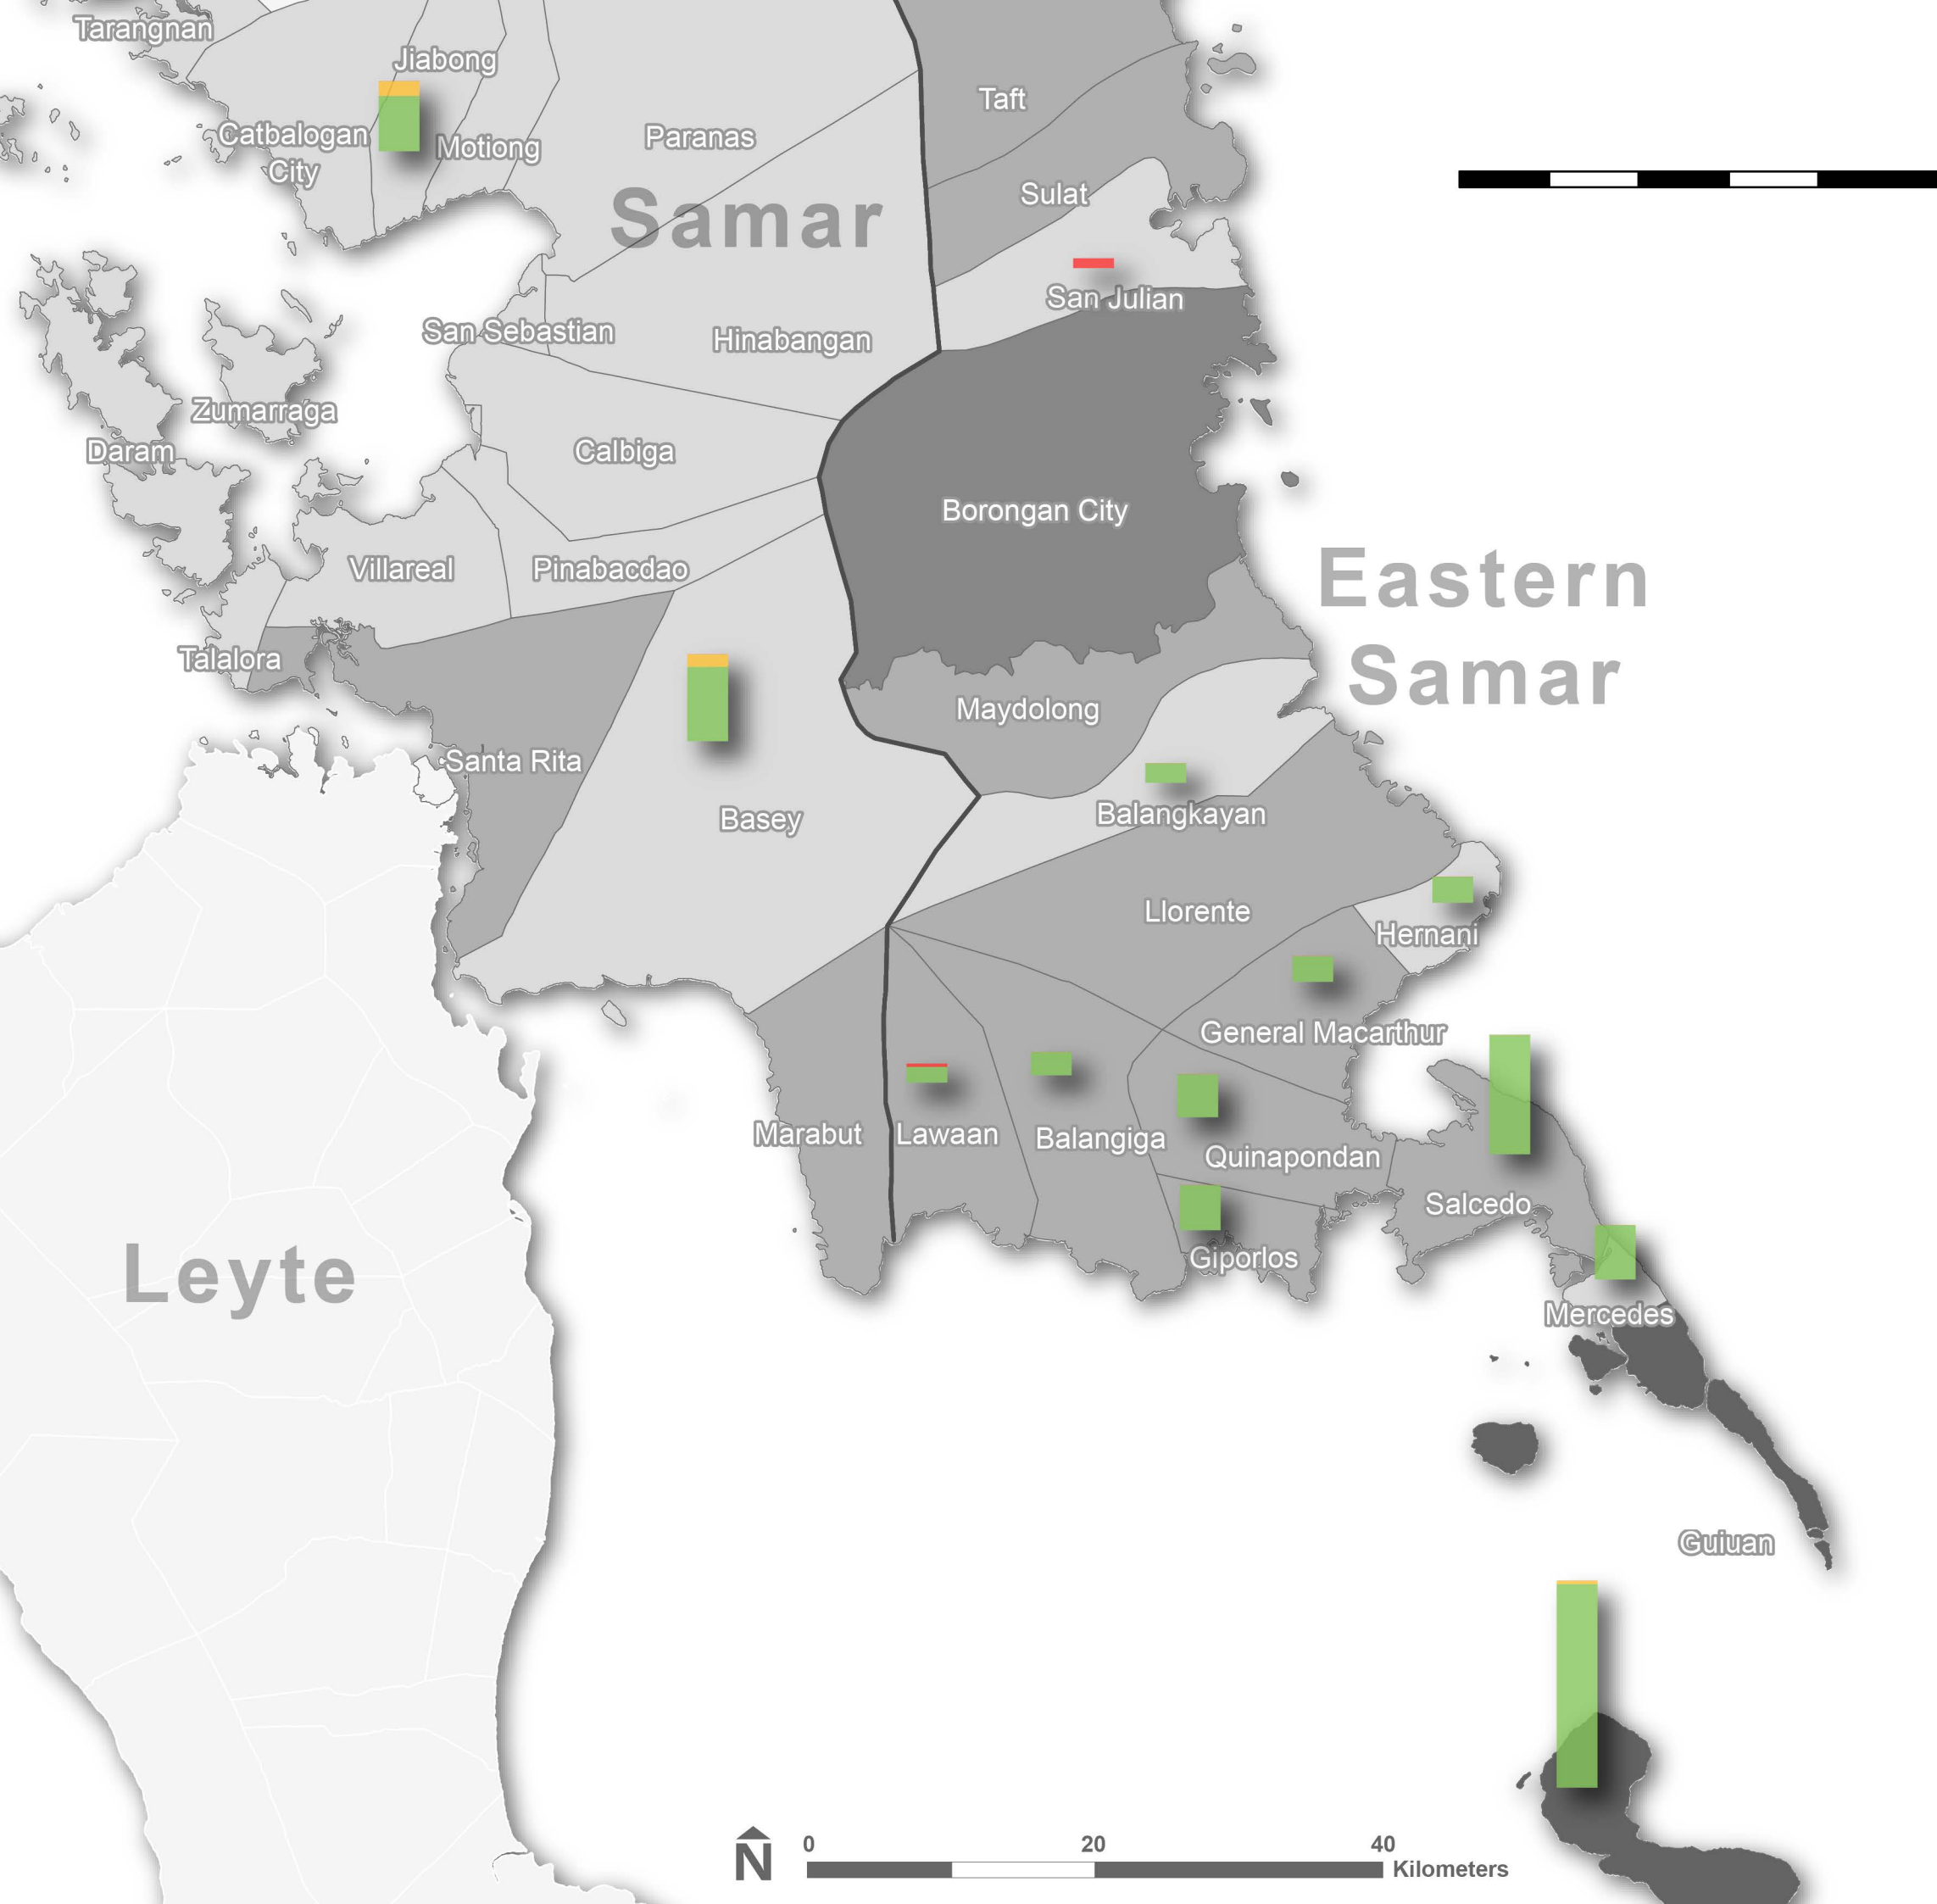 Tarangnan
Jiabong
Taft
Catbalogan
City
Motiong
Paranas
Sulat
Samar
San Julian
San Sebastian
Hinabangan
Zumarraga
Daram
Calbiga
Borongan City
Villareal
Pinabacdao
Eastern
Samar
Talalora
Maydolong
Santa Rita
Basey
Balangkayan
Llorente
Hernani
General Macarthur
Marabut
Lawaan
Balangiga
Quinapondan
Salcedo
Giporlos
Leyte
Mercedes
Guiuan
N
0 20 40
Kilometers